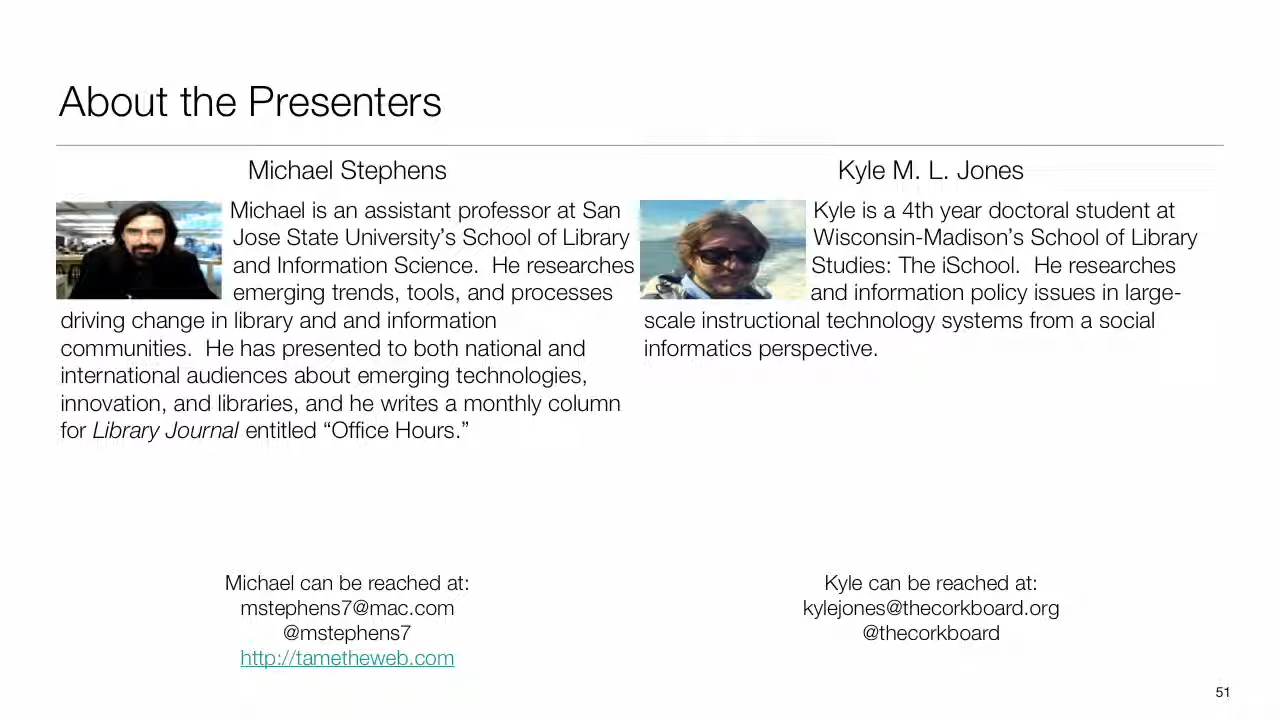 About the Presenters
Michael Stephens
Michael is an assistant professor at San
Jose State University’s School of Library
and Information Science.  He researches
emerging trends, tools, and processes
driving change in library and and information
communities.  He has presented to both national and
international audiences about emerging technologies,
innovation, and libraries, and he writes a monthly column
for Library Journal entitled “Office Hours.”
Michael can be reached at:
mstephens7@mac.com
@mstephens7
http://tametheweb.com
Kyle M. L. Jones
Kyle is a 4th year doctoral student at
Wisconsin-Madison’s School of Library
Studies: The iSchool.  He researches
and information policy issues in large-
scale instructional technology systems from a social
informatics perspective.
Kyle can be reached at:
kylejones@thecorkboard.org
@thecorkboard
51